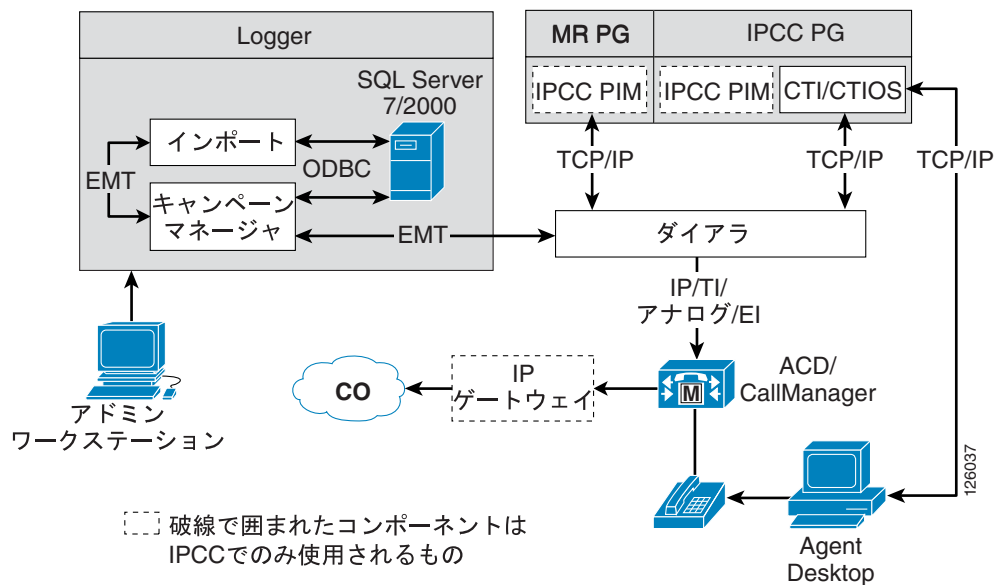 Logger
SQL Server
7/2000
インポート
EMT
ODBC
キャンペーン
マネージャ
MR PG
IPCC PG
IPCC PIM
IPCC PIM
CTI/CTIOS
TCP/IP
TCP/IP
TCP/IP
EMT
ダイアラ
IP/TI/
アナログ/EI
アドミン
ワークステーション
CO
IP
ゲートウェイ
M
ACD/
CallManager
Agent
Desktop
126037
破線で囲まれたコンポーネントは
IPCCでのみ使用されるもの